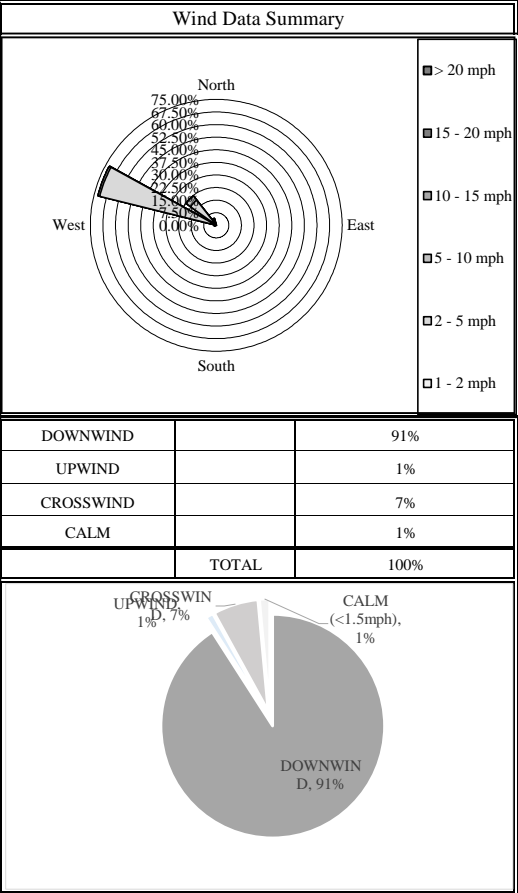 Wind Data Summary
North
75.00%
67.50%
60.00%
52.50%
45.00%
37.50%
30.00%
22.50%
15.00%
7.50%
0.00%
West
East
South
> 20 mph
15 - 20 mph
10 - 15 mph
5 - 10 mph
2 - 5 mph
1 - 2 mph
DOWNWIND 91%
UPWIND 1%
CROSSWIND 7%
CALM 1%
TOTAL 100%
UPWIND,
1%
CROSSWIN
D, 7%
CALM
(<1.5mph),
1%
DOWNWIN
D, 91%